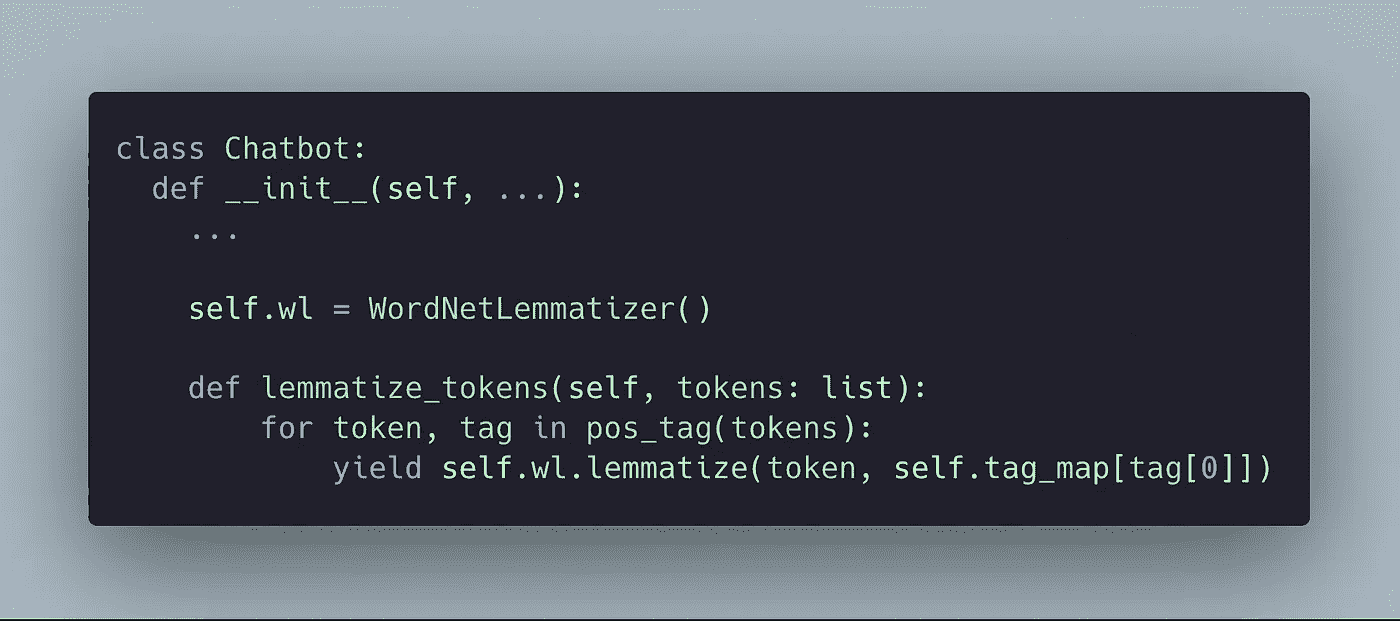 class Chatbot:
  def __init__(self, ...):
    ...
    self.wl = WordNetLemmatizer()
    def lemmatize_tokens(self, tokens: list):
        for token, tag in pos_tag(tokens):
            yield self.wl.lemmatize(token, self.tag_map[tag[0]])